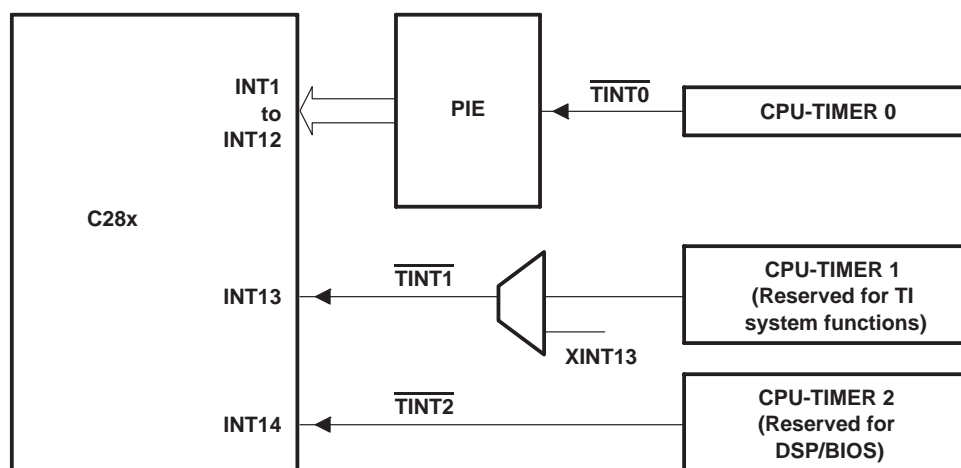 INT1
to
INT12
PIE
TINT0
CPU-TIMER 0
C28x
INT13
TINT1
XINT13
CPU-TIMER 1
(Reserved for TI
system functions)
INT14
TINT2
CPU-TIMER 2
(Reserved for
DSP/BIOS)